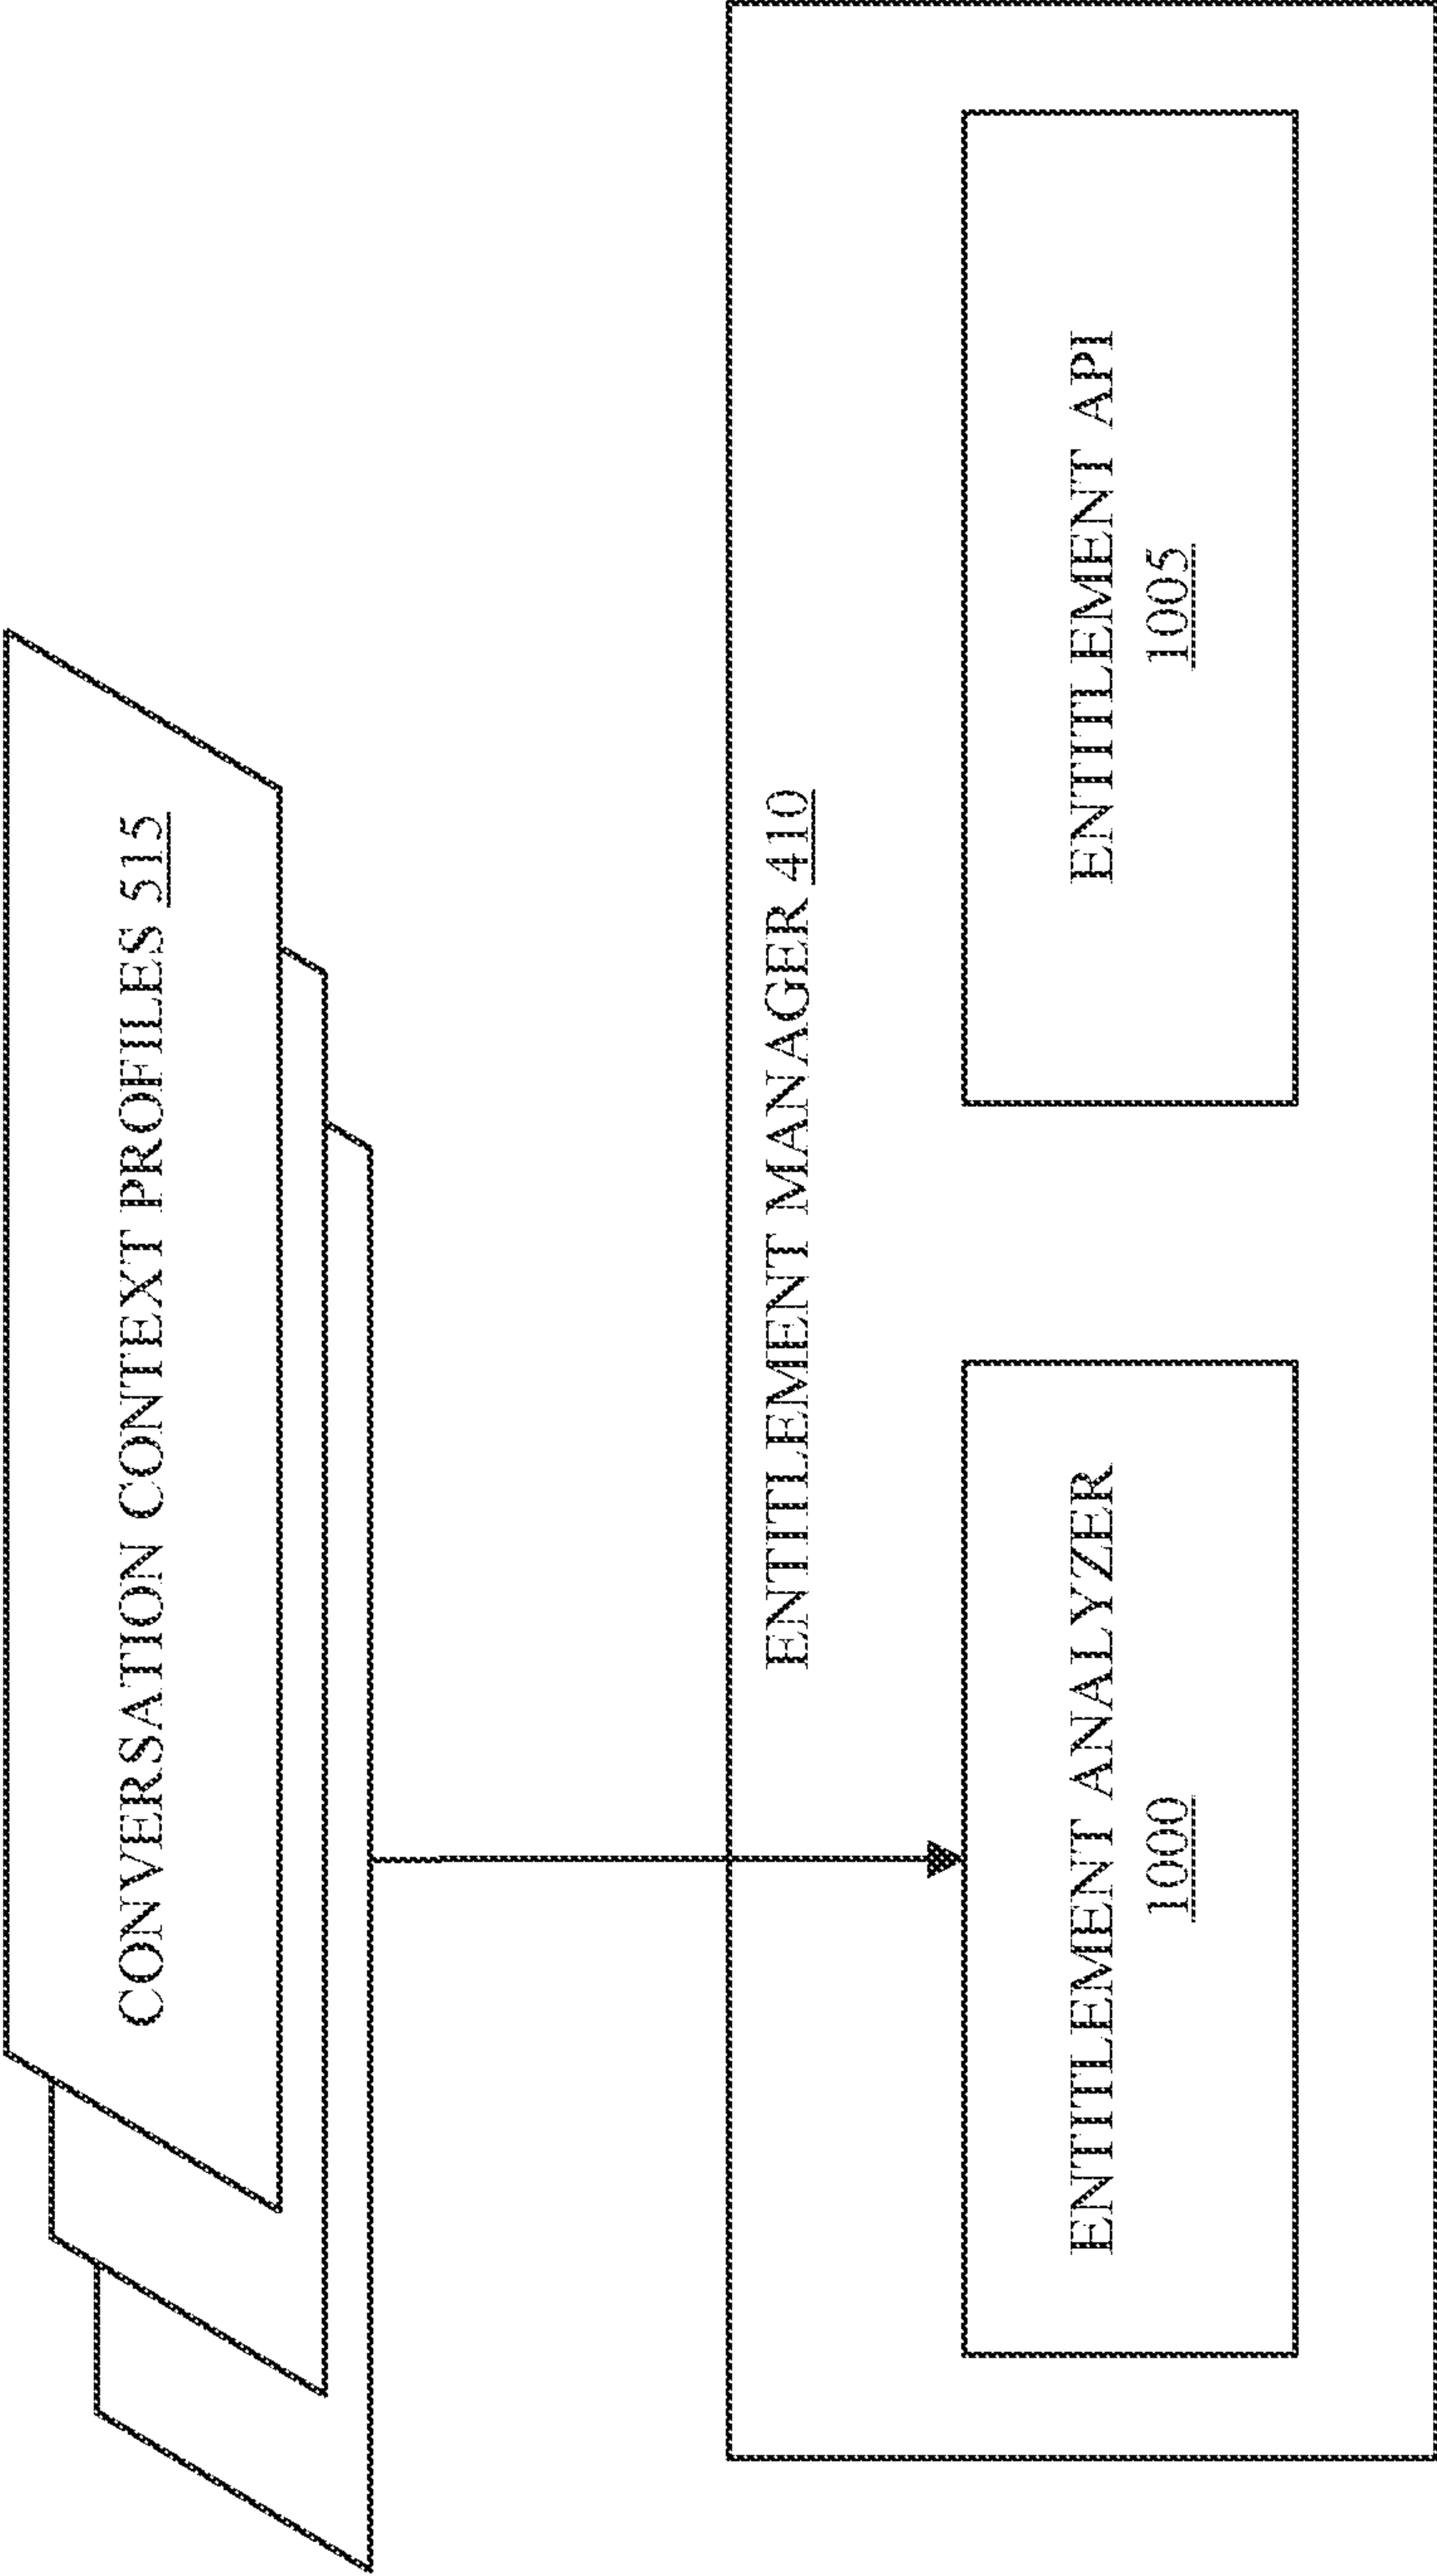 CONVERSATION CONTEXT PROFILES 515
ENTITLEMENT MANAGER 410
ENTITLEMENT ANALYZER
1000
ENTITLEMENT API
1005